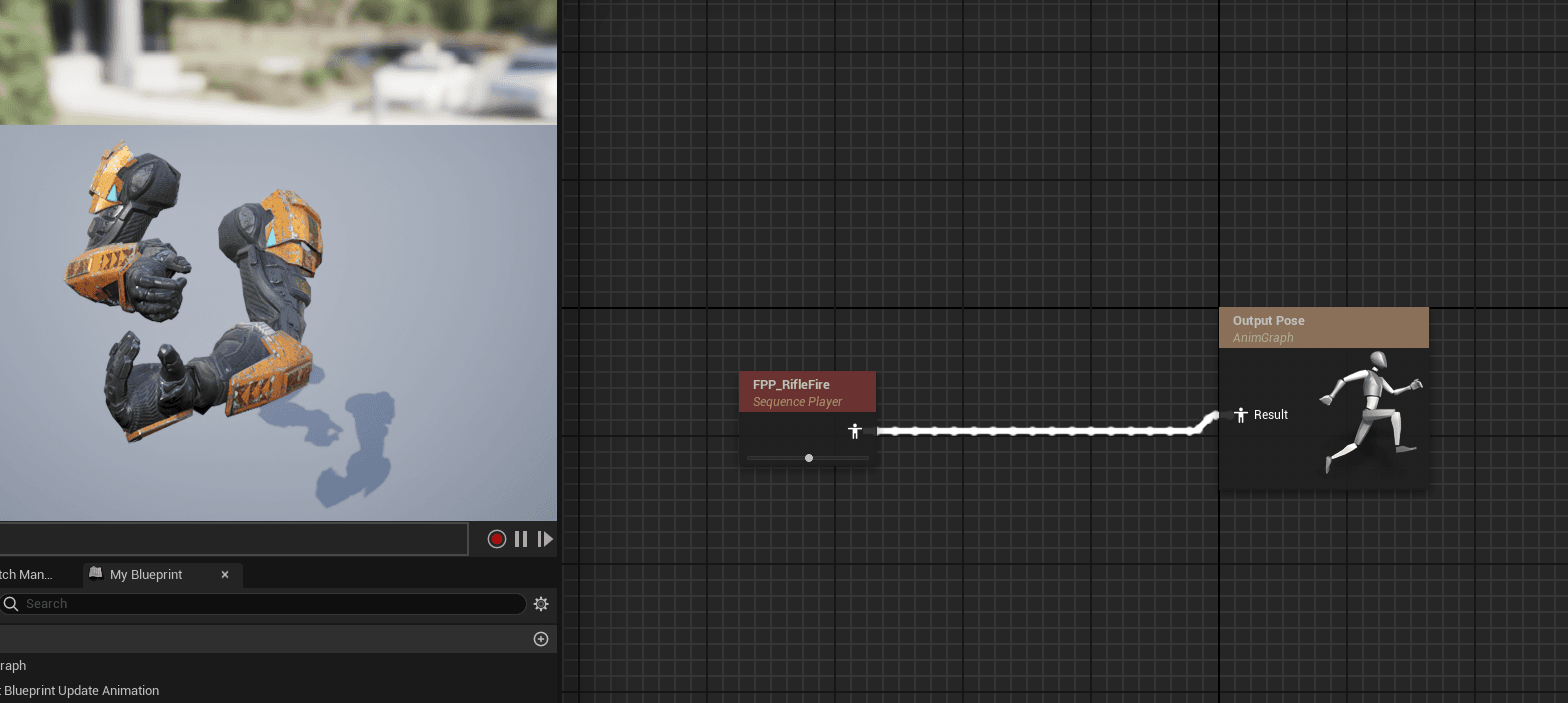 Output Pose
AnimGraph
FPP_RifleFire
Sequence Player
Result
tch Man...
My Blueprint
Search
raph
Blueprint Update Animation